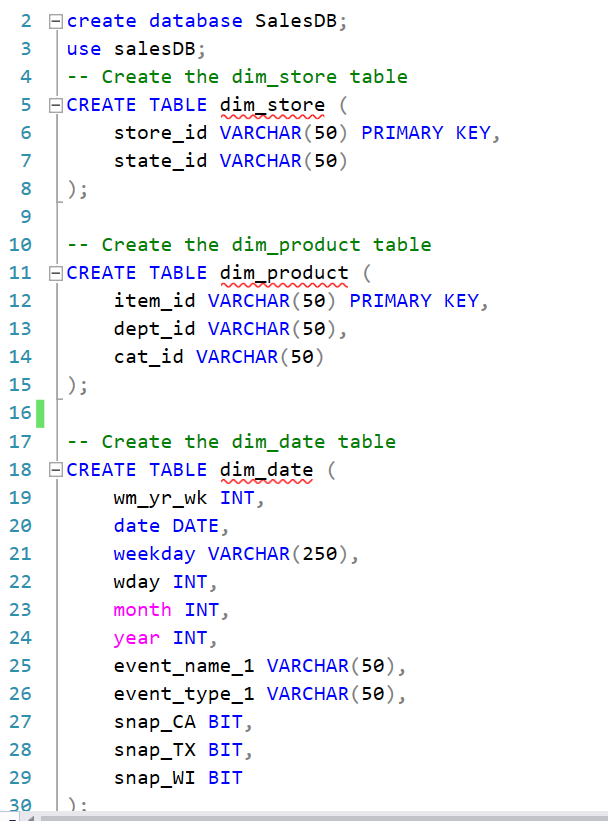 2 create database SalesDB;
3 use salesDB;
4 -- Create the dim_store table
5 CREATE TABLE dim_store (
6 store_id VARCHAR(50) PRIMARY KEY,
7 state_id VARCHAR(50)
8 );
9
10 -- Create the dim_product table
11 CREATE TABLE dim_product (
12 item_id VARCHAR(50) PRIMARY KEY,
13 dept_id VARCHAR(50),
14 cat_id VARCHAR(50)
15 );
16
17 -- Create the dim_date table
18 CREATE TABLE dim_date (
19 wm_yr_wk INT,
20 date DATE,
21 weekday VARCHAR(250),
22 wday INT,
23 month INT,
24 year INT,
25 event_name_1 VARCHAR(50),
26 event_type_1 VARCHAR(50),
27 snap_CA BIT,
28 snap_TX BIT,
29 snap_WI BIT
30 );